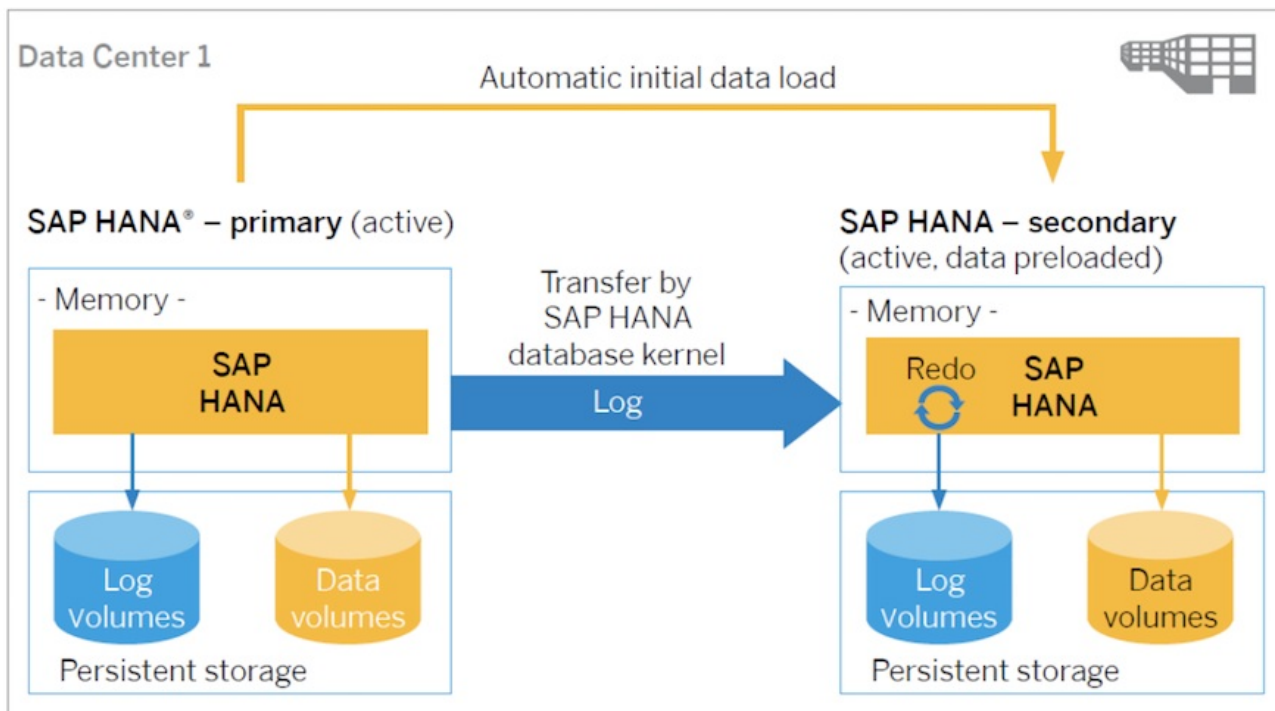 Data Center 1
Automatic initial data load
SAP HANA® – primary (active)
SAP HANA – secondary
(active, data preloaded)
- Memory -
SAP
HANA
Transfer by
SAP HANA
database kernel
Log
- Memory -
Redo
SAP
HANA
Log
volumes
Data
volumes
Persistent storage
Log
volumes
Data
volumes
Persistent storage